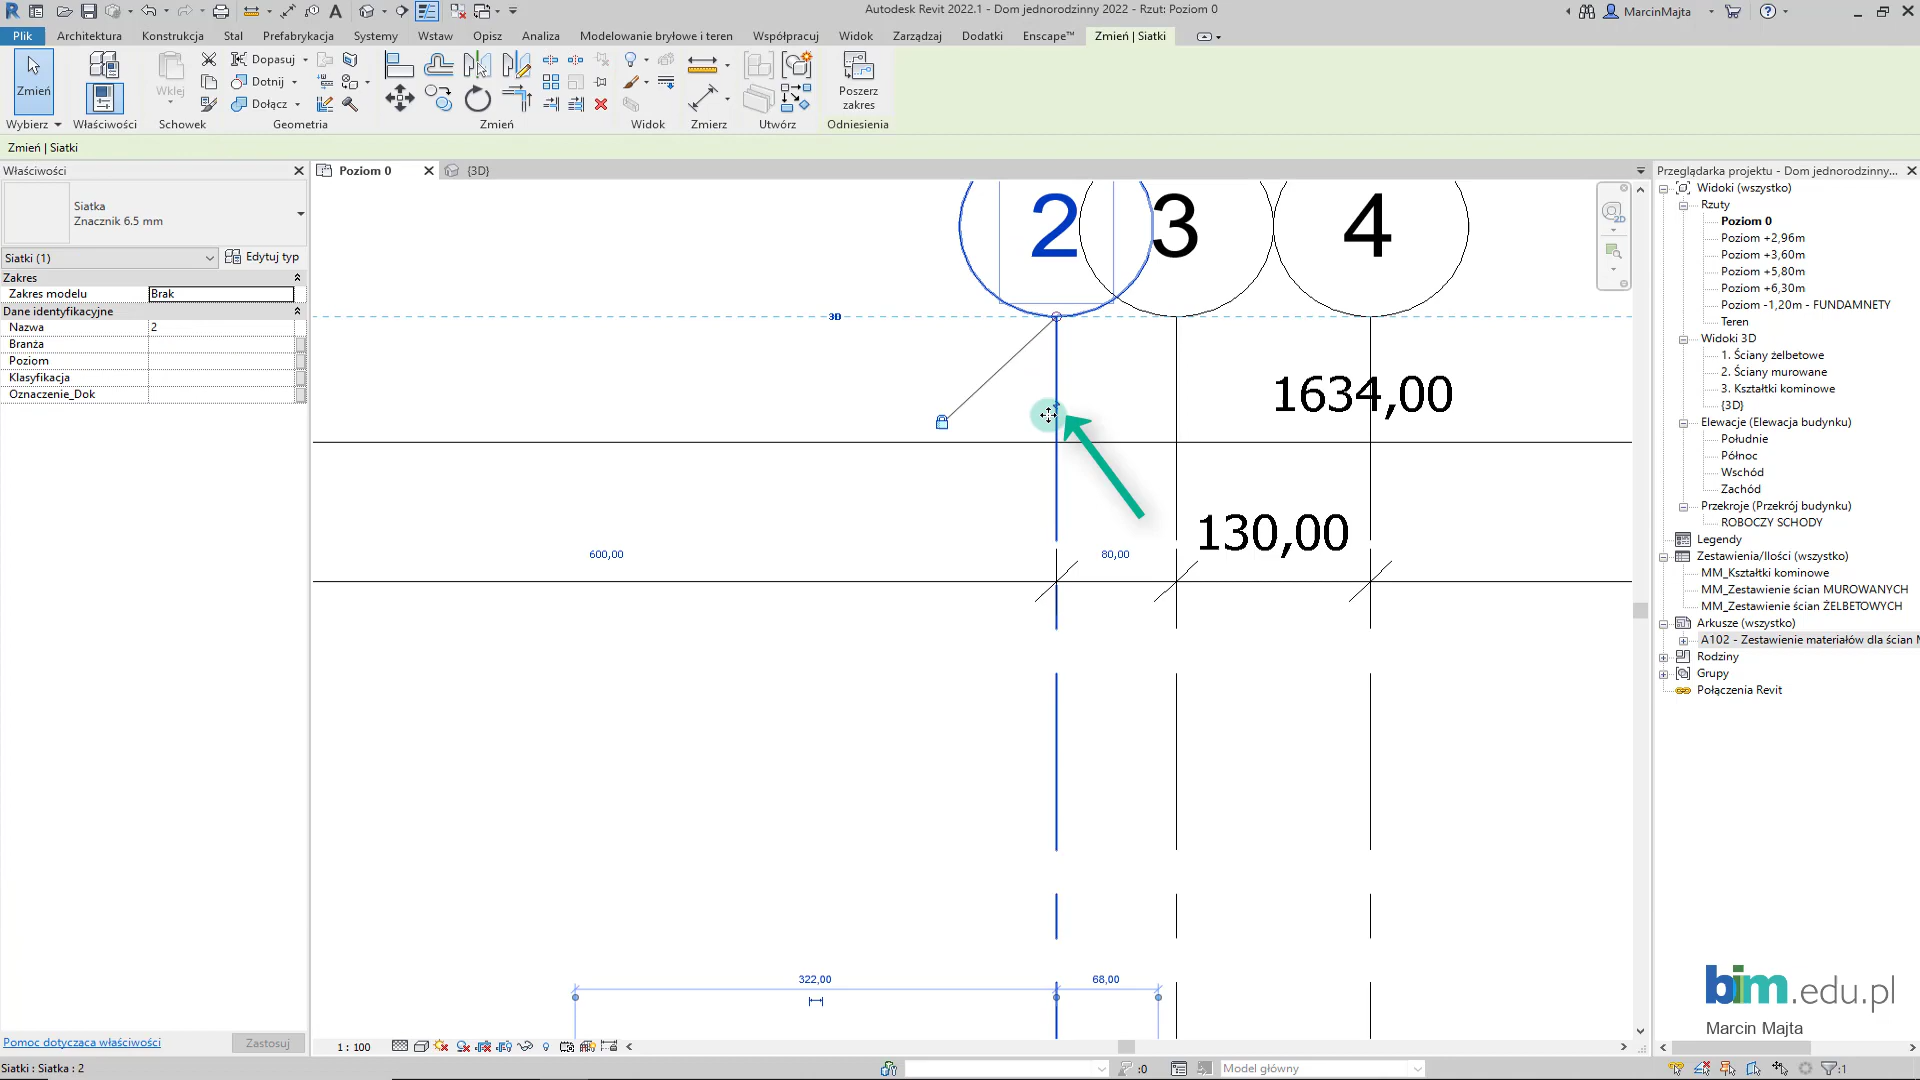 Autodesk Revit 2022.1 - Dom jednorodzinny 2022 - Rzut: Poziom 0
MarcinMajta
Plik
Architektura
Konstrukcja
Stal
Prefabrykacja
Systemy
Wstaw
Opisz
Analiza
Modelowanie bryłowe i teren
Współpracuj
Widok
Zarządzaj
Dodatki
Enscape™
Zmień | Siatki
Zmień
Wklej
Dopasuj
Dotnij
Dołącz
Poszerz
zakres
Wybierz
Właściwości
Schowek
Geometria
Zmień
Widok
Zmierz
Utwórz
Odniesienia
Zmień | Siatki
Właściwości
Siatka
Znacznik 6.5 mm
Siatki (1)
Edytuj typ
Zakres
Zakres modelu
Brak
Dane identyfikacyjne
Nazwa
2
Branża
Poziom
Klasyfikacja
Oznaczenie_Dok
Pomoc dotycząca właściwości
Zastosuj
Poziom 0
{3D}
2
3
4
3D
1634,00
130,00
600,00
80,00
322,00
68,00
2D
1 : 100
Przeglądarka projektu - Dom jednorodzinny...
Widoki (wszystko)
Rzuty
Poziom 0
Poziom +2,96m
Poziom +3,60m
Poziom +5,80m
Poziom +6,30m
Poziom -1,20m - FUNDAMNETY
Teren
Widoki 3D
1. Ściany żelbetowe
2. Ściany murowane
3. Kształtki kominowe
{3D}
Elewacje (Elewacja budynku)
Południe
Północ
Wschód
Zachód
Przekroje (Przekrój budynku)
ROBOCZY SCHODY
Legendy
Zestawienia/Ilości (wszystko)
MM_Kształtki kominowe
MM_Zestawienie ścian MUROWANYCH
MM_Zestawienie ścian ŻELBETOWYCH
Arkusze (wszystko)
A102 - Zestawienie materiałów dla ścian M
Rodziny
Grupy
Połączenia Revit
bim.edu.pl
Marcin Majta
Siatki : Siatka : 2
:0
Model główny
:1